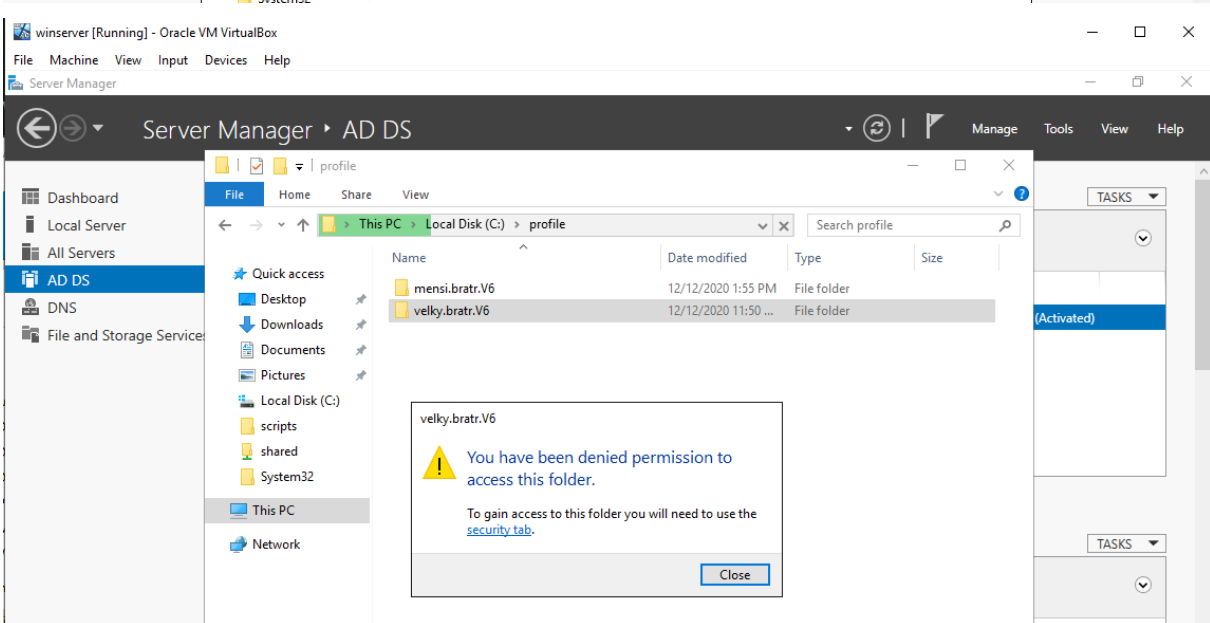 System32
winserver [Running] - Oracle VM VirtualBox
File Machine View Input Devices Help
Server Manager
Server Manager ‣ AD DS
Manage Tools View Help
profile
File Home Share View
This PC > Local Disk (C:) > profile
Search profile
Dashboard
Local Server
All Servers
AD DS
DNS
File and Storage Service
Quick access
Desktop
Downloads
Documents
Pictures
Local Disk (C:)
scripts
shared
System32
This PC
Network
Name Date modified Type Size
mensi.bratr.V6 12/12/2020 1:55 PM File folder
velky.bratr.V6 12/12/2020 11:50 ... File folder
velky.bratr.V6
You have been denied permission to
access this folder.
To gain access to this folder you will need to use the
security tab.
Close
TASKS
(Activated)
TASKS